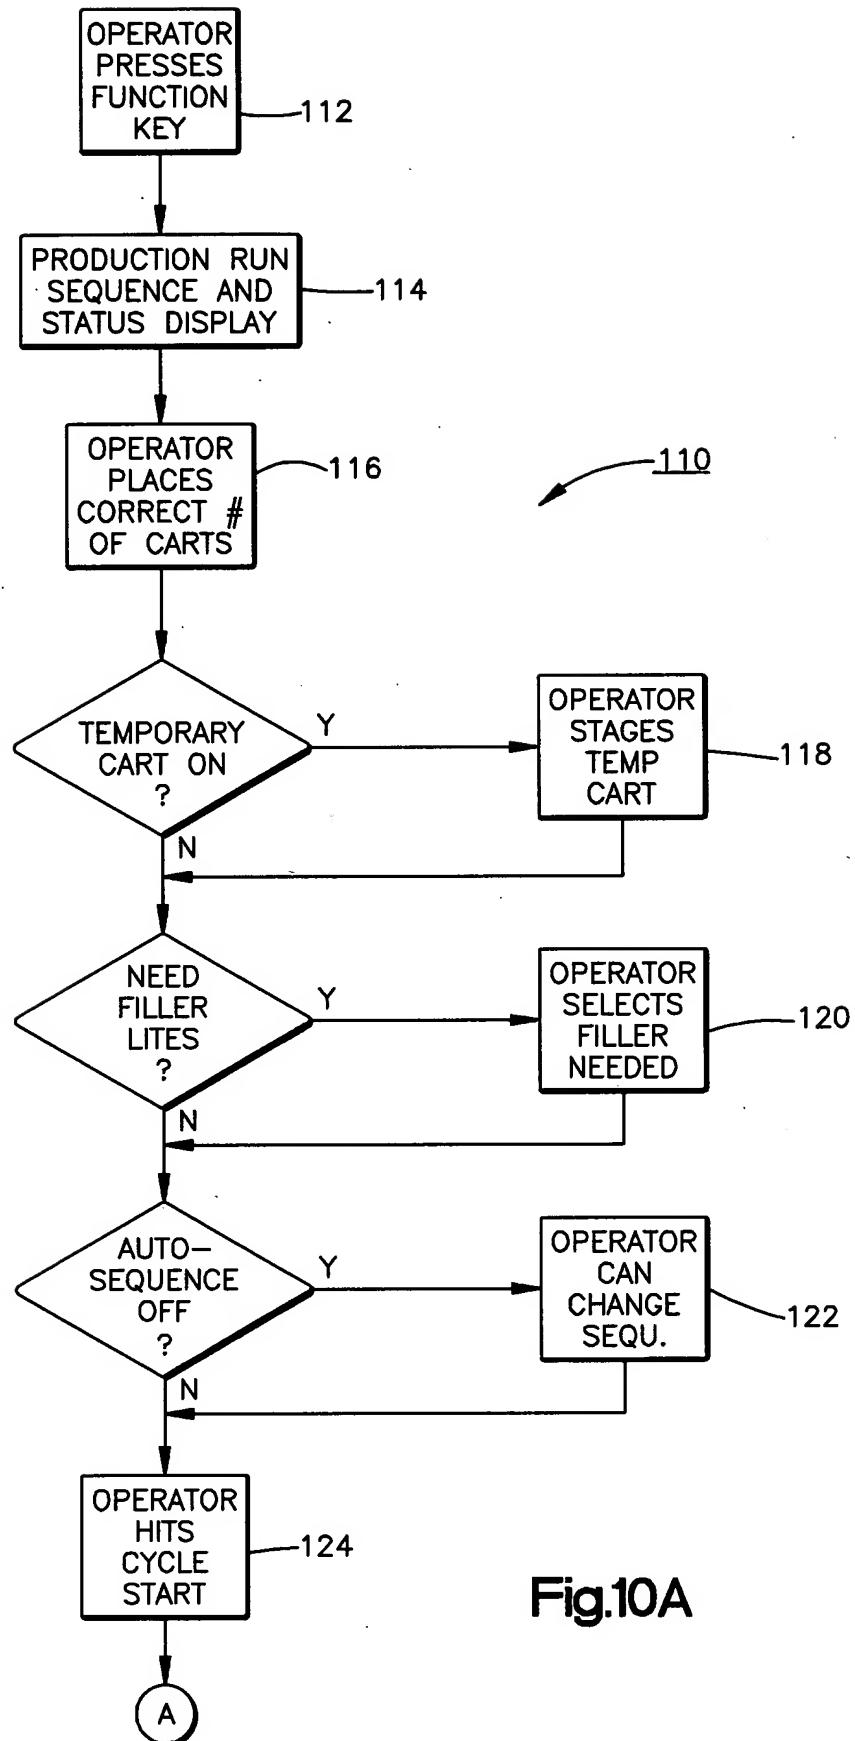 OPERATOR
PRESSES
FUNCTION
KEY
112
PRODUCTION RUN
SEQUENCE AND
STATUS DISPLAY
114
OPERATOR
PLACES
CORRECT #
OF CARTS
116
110
TEMPORARY
CART ON
?
Y
N
OPERATOR
STAGES
TEMP
CART
118
NEED
FILLER
LITES
?
Y
N
OPERATOR
SELECTS
FILLER
NEEDED
120
AUTO-
SEQUENCE
OFF
?
Y
N
OPERATOR
CAN
CHANGE
SEQU.
122
OPERATOR
HITS
CYCLE
START
124
A
Fig.10A